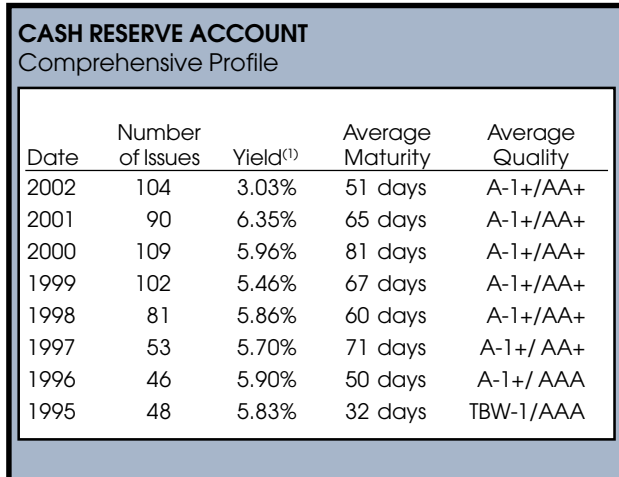 CASH RESERVE ACCOUNT
Comprehensive Profile
Number Average Average
Date of Issues Yield(1) Maturity Quality
2002 104 3.03% 51 days A-1+/AA+
2001 90 6.35% 65 days A-1+/AA+
2000 109 5.96% 81 days A-1+/AA+
1999 102 5.46% 67 days A-1+/AA+
1998 81 5.86% 60 days A-1+/AA+
1997 53 5.70% 71 days A-1+/ AA+
1996 46 5.90% 50 days A-1+/ AAA
1995 48 5.83% 32 days TBW-1/AAA